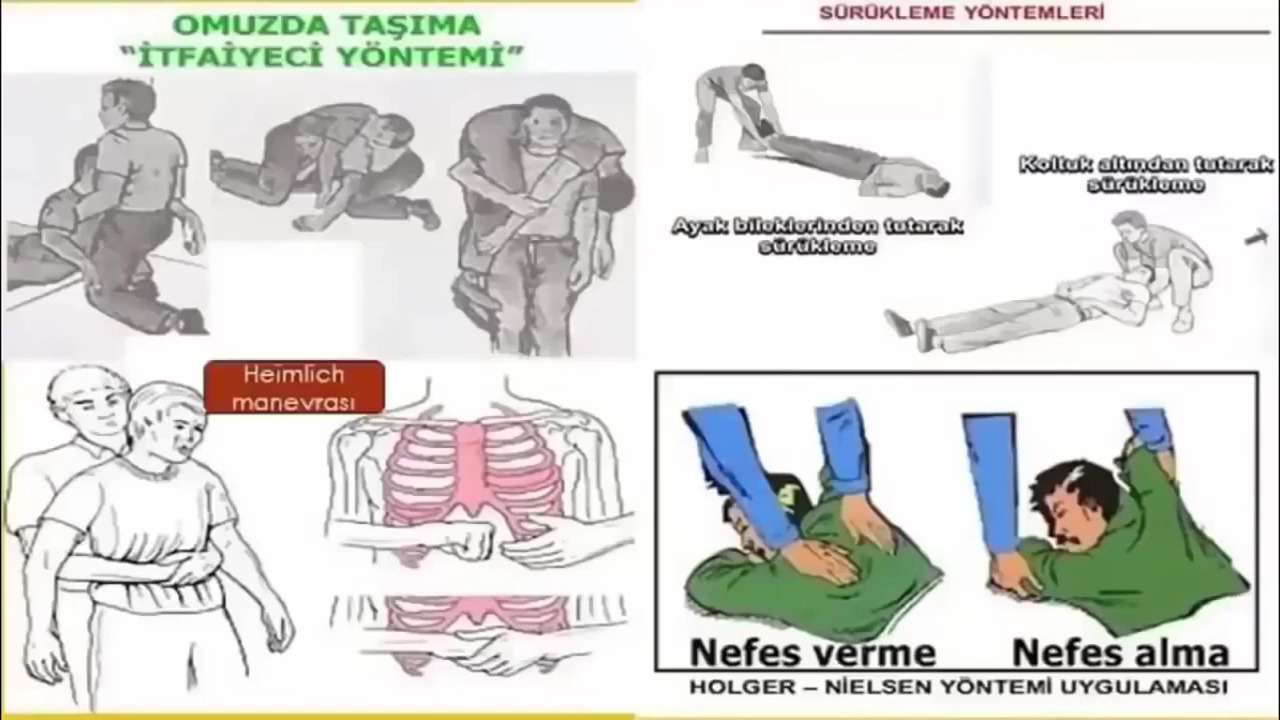 OMUZDA TAŞIMA
"İTFAİYECİ YÖNTEMİ"
SÜRÜKLEME YÖNTEMLERİ
Koltuk altından tutarak
sürükleme
Ayak bileklerinden tutarak
sürükleme
Heimlich
manevrası
Nefes verme
Nefes alma
HOLGER – NİELSEN YÖNTEMİ UYGULAMASI